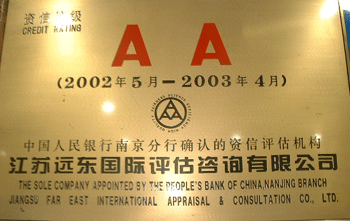 资信等级
CREDIT RATING
AA
(2002年5月—2003年4月)
中国人民银行南京分行确认的资信评估机构
江苏远东国际评估咨询有限公司
THE SOLE COMPANY APPOINTED BY THE PEOPLE'S BANK OF CHINA,NANJING BRANCH
JIANGSU FAR EAST INTERNATIONAL APPRAISAL & CONSULTATION CO., LTD.